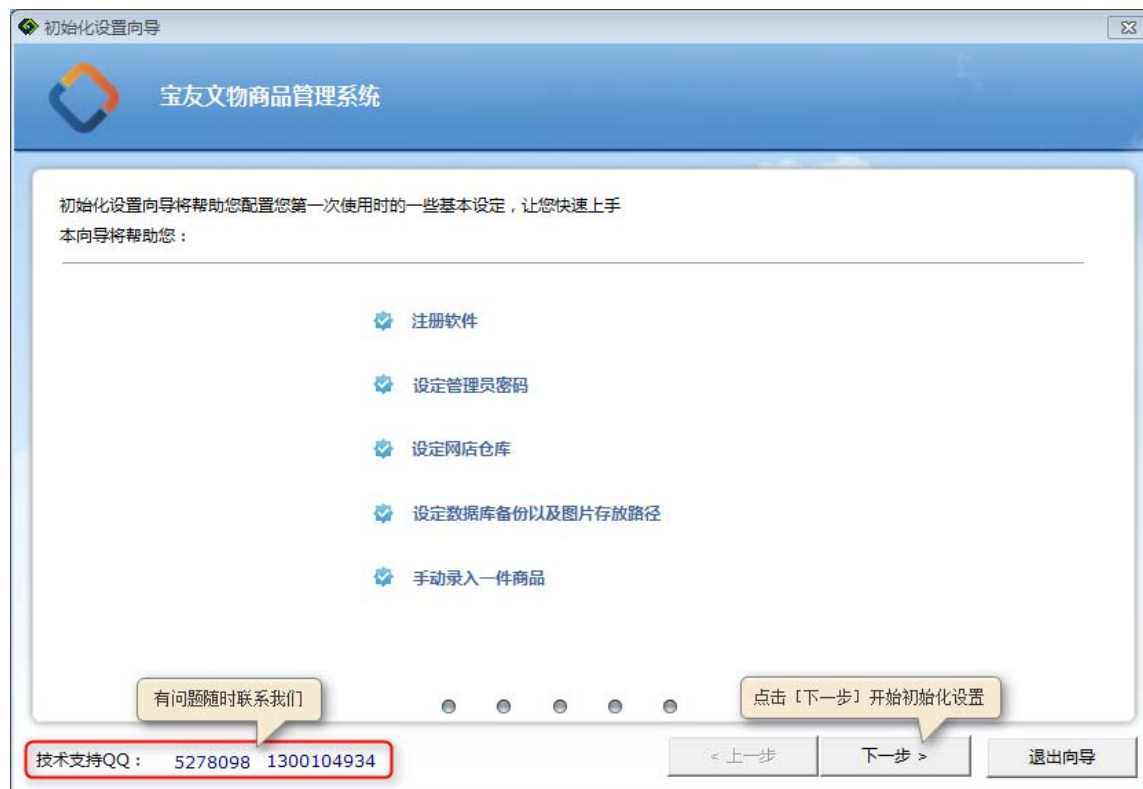 初始化设置向导
宝友文物商品管理系统
初始化设置向导将帮助您配置您第一次使用时的一些基本设定，让您快速上手
本向导将帮助您：
注册软件
设定管理员密码
设定网店仓库
设定数据库备份以及图片存放路径
手动录入一件商品
有问题随时联系我们
点击［下一步］开始初始化设置
技术支持QQ： 5278098 1300104934
< 上一步
下一步 >
退出向导